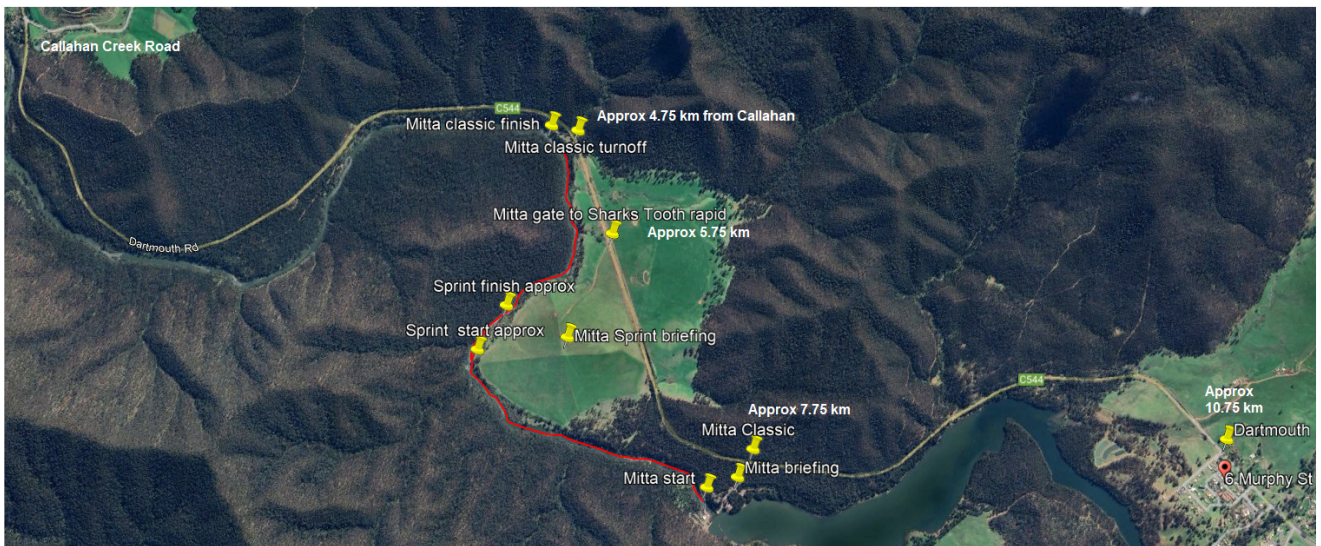 Callahan Creek Road
C544
Approx 4.75 km from Callahan
Mitta classic finish
Mitta classic turnoff
Mitta gate to Sharks Tooth rapid
Approx 5.75 km
Dartmouth Rd
Sprint finish approx
Sprint start approx
Mitta Sprint briefing
C544
Approx
10.75 km
Approx 7.75 km
Mitta Classic
Dartmouth
Mitta briefing
6 Murphy St
Mitta start